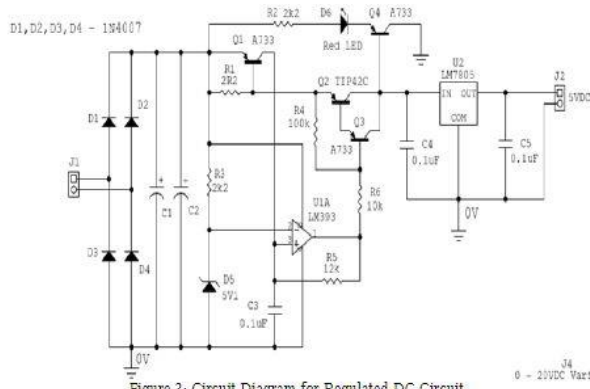 D1,D2,D3,D4 - 1N4007
R2 2k2
D6
Q4 A733
Red LED
Q1 A733
R1
2R2
Q2 TIP42C
U2
LM7805
IN OUT
COM
J2
5VDC
D1
D2
R4
100k
Q3
A733
C4
0.1uF
C5
0.1uF
J1
R3
2k2
R6
10k
C1
C2
U1A
LM393
0V
D3
D4
D5
5V1
R5
12k
C3
0.1uF
0V
J4
0 - 20VDC Vari
Figure 2: Circuit Diagram for Regulated DC Circuit